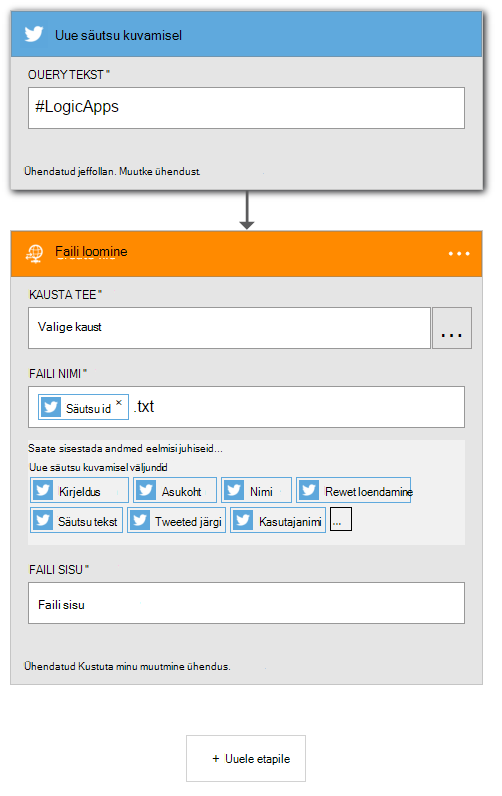 Uue säutsu kuvamisel
OUERY TEKST*
#LogicApps
Ühendatud jeffollan. Muutke ühendust.
Faili loomine
...
KAUSTA TEE*
Valige kaust
...
FAILI NIMI*
Säutsu id × .txt
Saate sisestada andmed eelmisi juhiseid...
Uue säutsu kuvamisel väljundid
Kirjeldus Asukoht Nimi Rewet loendamine
Säutsu tekst Tweeted järgi Kasutajanimi ...
FAILI SISU*
Faili sisu
Ühendatud Kustuta minu muutmine ühendus.
+ Uuele etapile